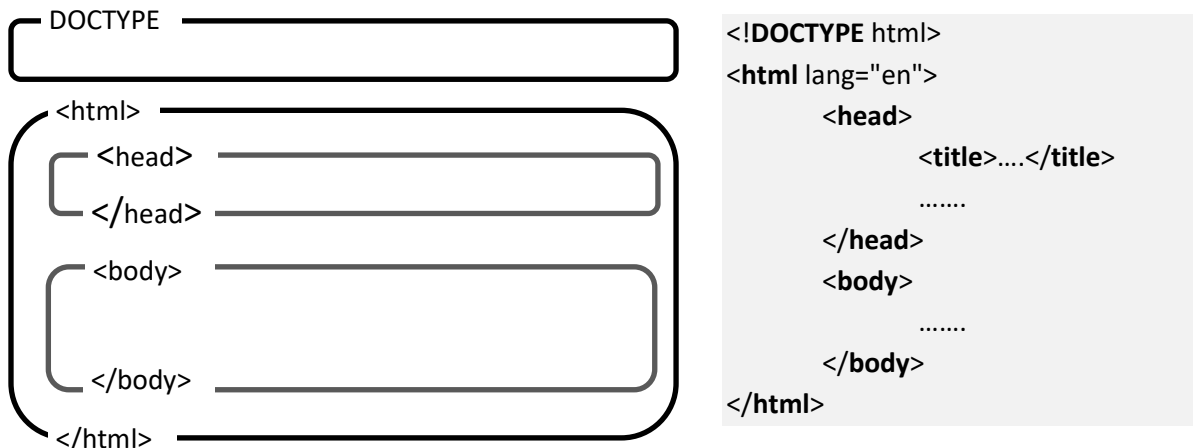 DOCTYPE
<html>
<head>
</head>
<body>
</body>
</html>
<!DOCTYPE html>
<html lang="en">
<head>
<title>....</title>
.......
</head>
<body>
.......
</body>
</html>